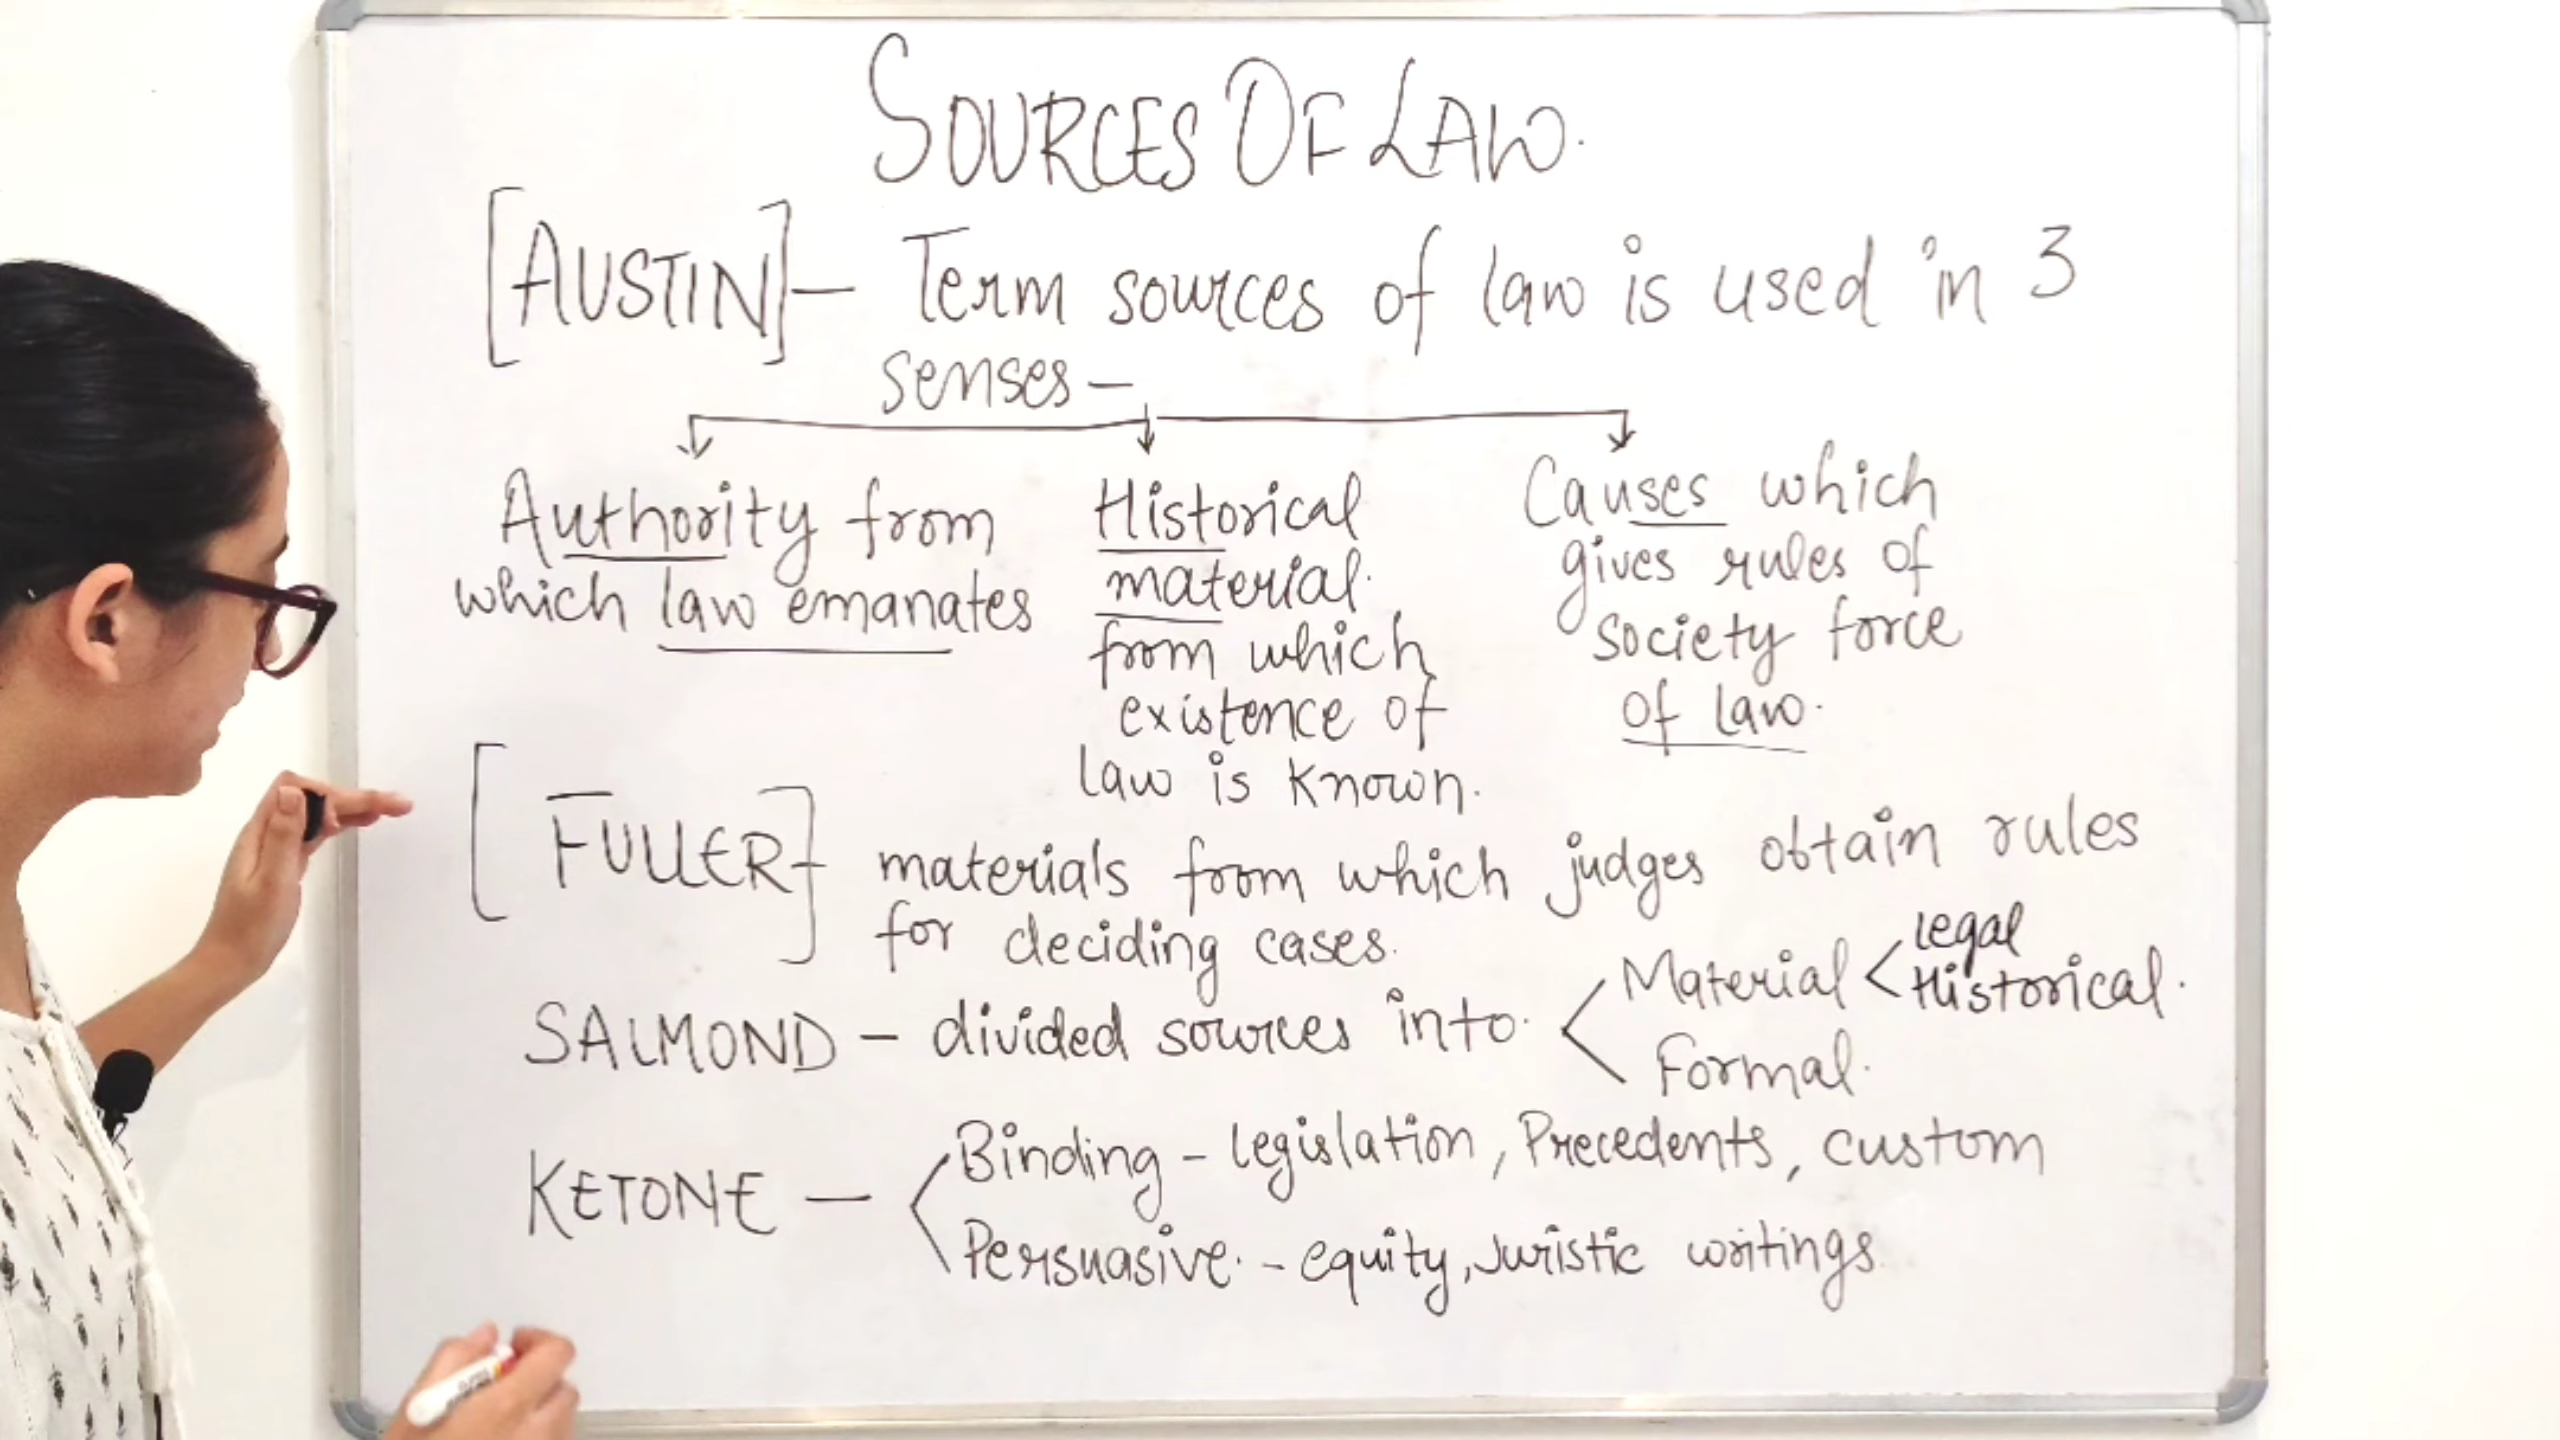 SOURCES OF LAW.
[AUSTIN] – Term sources of law is used in 3
senses –
Authority from
which law emanates
Historical
material
from which
existence of
law is known.
Causes which
gives rules of
society force
of law.
[FULLER] – materials from which judges obtain rules
for deciding cases.
SALMOND – divided sources into
Material < legal
Historical.
Formal.
KETONE –
Binding – legislation, Precedents, custom
Persuasive. – equity, Juristic writings